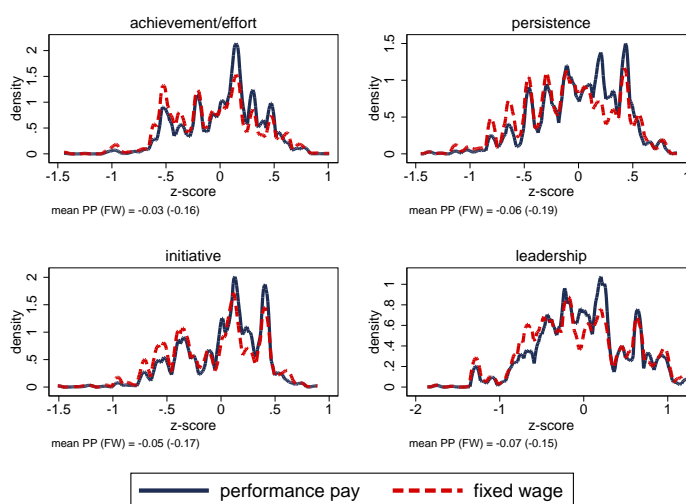 achievement/effort
density
0 .5 1 1.5 2
-1.5 -1 -.5 0 .5 1
z-score
mean PP (FW) = -0.03 (-0.16)
persistence
density
0 .5 1 1.5
-1.5 -1 -.5 0 .5 1
z-score
mean PP (FW) = -0.06 (-0.19)
initiative
density
0 .5 1 1.5 2
-1.5 -1 -.5 0 .5 1
z-score
mean PP (FW) = -0.05 (-0.17)
leadership
density
0 .2 .4 .6 .8 1
-2 -1 0 1
z-score
mean PP (FW) = -0.07 (-0.15)
performance pay fixed wage